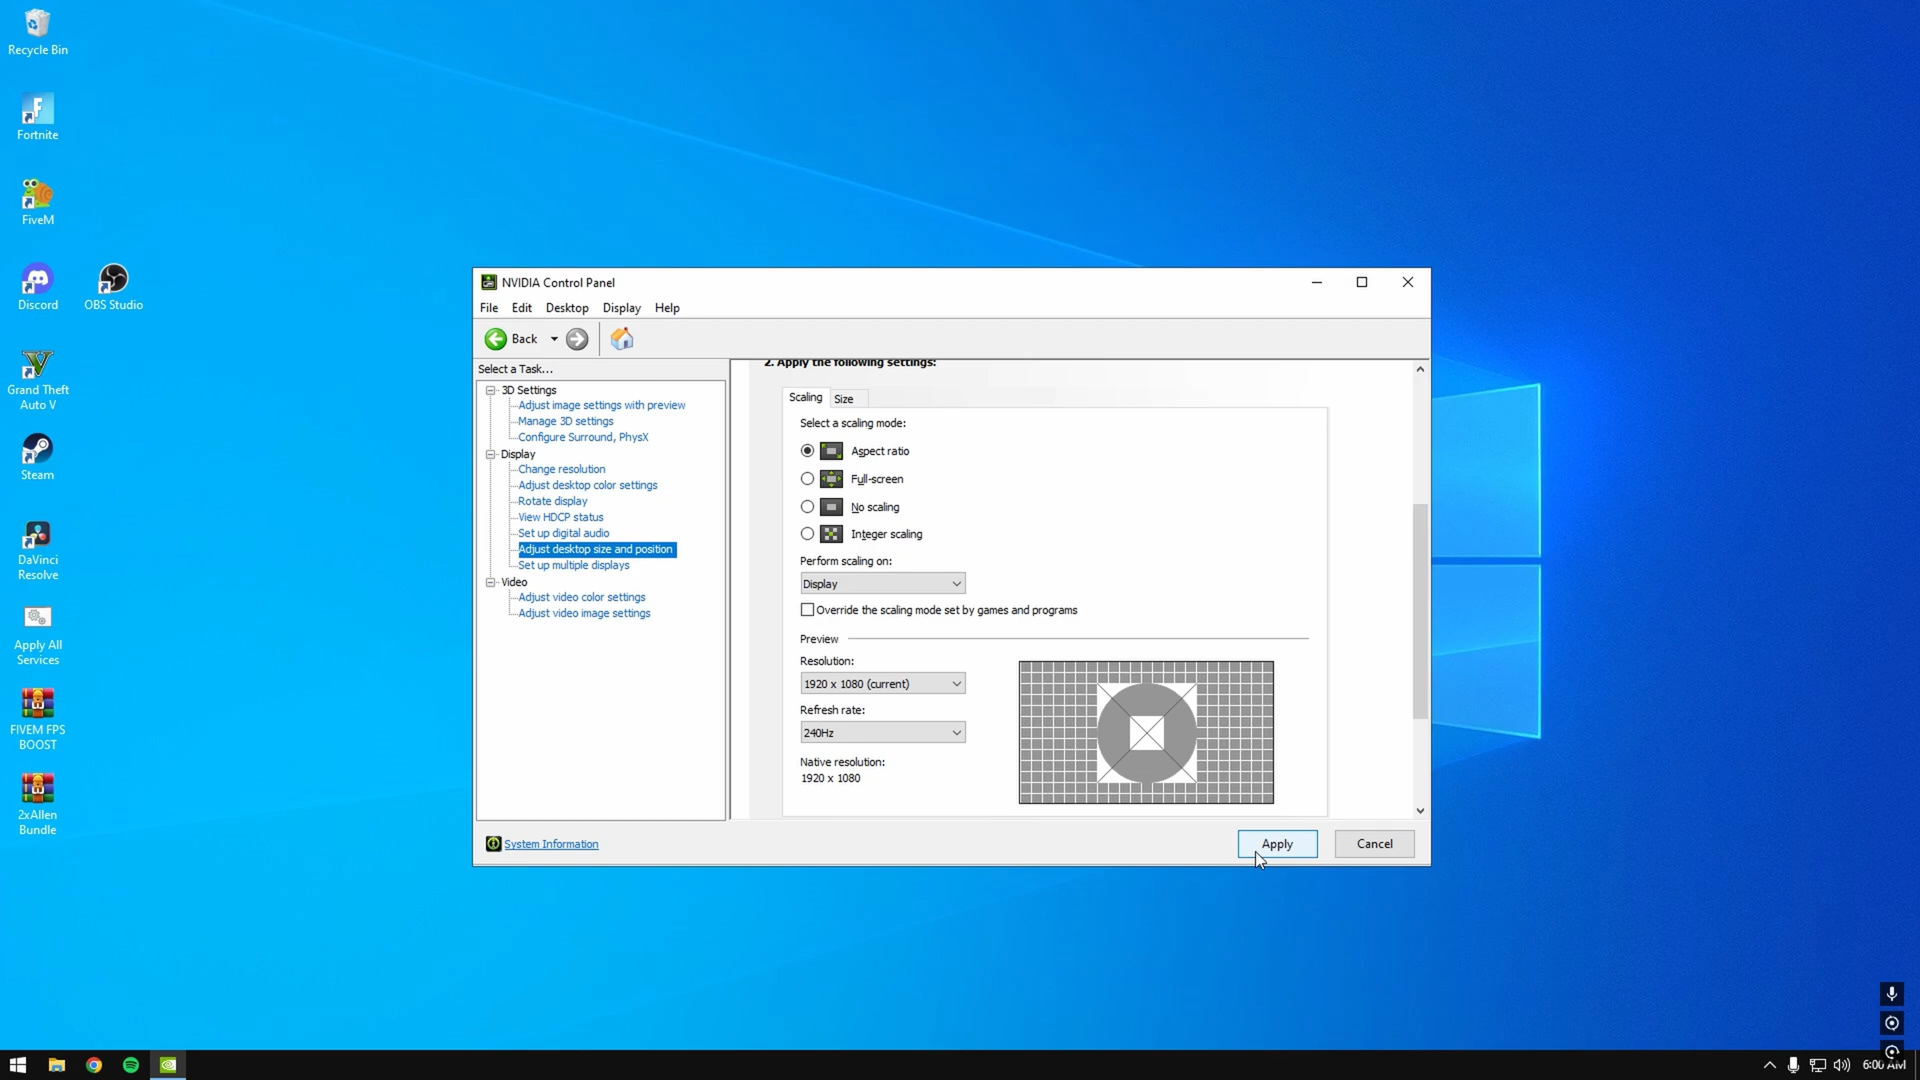 Recycle Bin
Fortnite
FiveM
Discord
OBS Studio
Grand Theft
Auto V
Steam
DaVinci
Resolve
Apply All
Services
FIVEM FPS
BOOST
2xAllen
Bundle
NVIDIA Control Panel
File Edit Desktop Display Help
Back
Select a Task...
3D Settings
Adjust image settings with preview
Manage 3D settings
Configure Surround, PhysX
Display
Change resolution
Adjust desktop color settings
Rotate display
View HDCP status
Set up digital audio
Adjust desktop size and position
Set up multiple displays
Video
Adjust video color settings
Adjust video image settings
2. Apply the following settings:
Scaling Size
Select a scaling mode:
Aspect ratio
Full-screen
No scaling
Integer scaling
Perform scaling on:
Display
Override the scaling mode set by games and programs
Preview
Resolution:
1920 x 1080 (current)
Refresh rate:
240Hz
Native resolution:
1920 x 1080
System Information
Apply
Cancel
6:00 AM